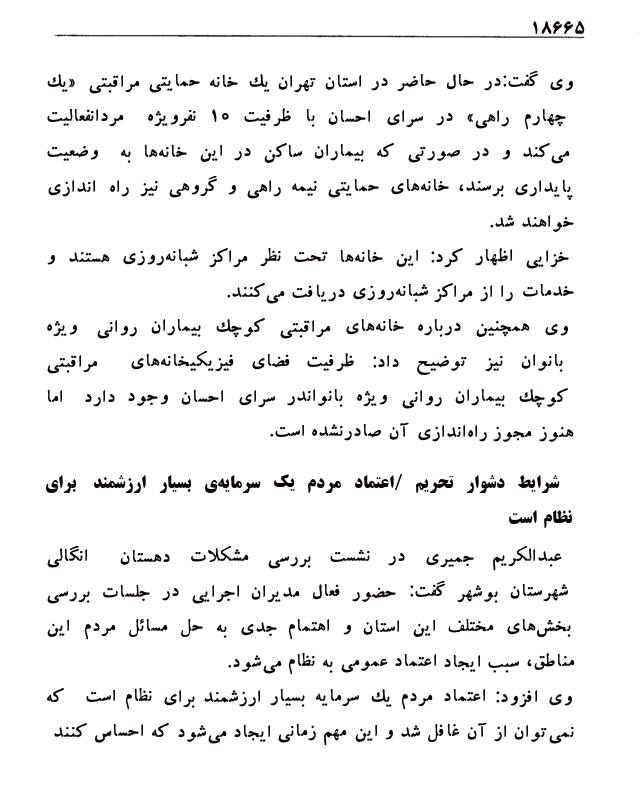 ۱۸۶۶۵
وی گفت:در حال حاضر در استان تهران یك خانه حمایتی مراقبتی «یك
چهارم راهی» در سرای احسان با ظرفیت ۱۵ نفرویژه مردانفعالیت
می‌کند و در صورتی که بیماران ساکن در این خانه‌ها به وضعیت
پایداری برسند، خانه‌های حمایتی نیمه راهی و گروهی نیز راه اندازی
خواهند شد.
خزایی اظهار کرد: این خانه‌ها تحت نظر مراکز شبانه‌روزی هستند و
خدمات را از مراکز شبانه‌روزی دریافت می‌کنند.
وی همچنین درباره خانه‌های مراقبتی کوچك بیماران روانی ویژه
بانوان نیز توضیح داد: ظرفیت فضای فیزیکیخانه‌های مراقبتی
کوچك بیماران روانی ویژه بانواندر سرای احسان وجود دارد اما
هنوز مجوز راه‌اندازی آن صادرنشده است.
شرایط دشوار تحریم /اعتماد مردم یک سرمایه‌ی بسیار ارزشمند برای
نظام است
عبدالکریم جمیری در نشست بررسی مشکلات دهستان انگالی
شهرستان بوشهر گفت: حضور فعال مدیران اجرایی در جلسات بررسی
بخش‌های مختلف این استان و اهتمام جدی به حل مسائل مردم این
مناطق، سبب ایجاد اعتماد عمومی به نظام می‌شود.
وی افزود: اعتماد مردم یك سرمایه بسیار ارزشمند برای نظام است که
نمی‌توان از آن غافل شد و این مهم زمانی ایجاد می‌شود که احساس کنند